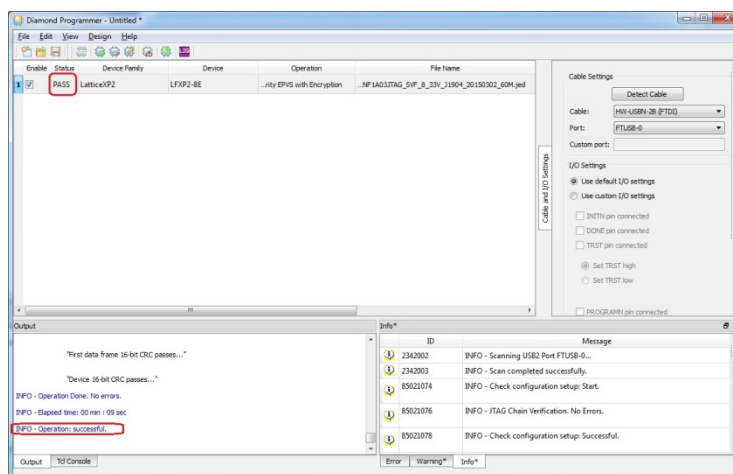 Diamond Programmer - Untitled *
File Edit View Design Help
LOG
Enable Status Device Family Device Operation File Name
1 PASS LatticeXP2 LFXP2-8E ...rity EPVS with Encryption ...NF1A03JTAG_SVF_8_33V_J1904_20150302_60M.jed
Cable and I/O Settings
Cable Settings
Detect Cable
Cable: HW-USBN-2B (FTDI)
Port: FTUSB-0
Custom port:
I/O Settings
Use default I/O settings
Use custom I/O settings
INITN pin connected
DONE pin connected
TRST pin connected
Set TRST high
Set TRST low
PROGRAMN pin connected
Output
"First data frame 16-bit CRC passes..."
"Device 16-bit CRC passes..."
INFO - Operation Done. No errors.
INFO - Elapsed time: 00 min : 09 sec
INFO - Operation: successful.
Output Tcl Console
Info*
ID Message
2342002 INFO - Scanning USB2 Port FTUSB-0...
2342003 INFO - Scan completed successfully.
85021074 INFO - Check configuration setup: Start.
85021076 INFO - JTAG Chain Verification. No Errors.
85021078 INFO - Check configuration setup: Successful.
Error Warning* Info*